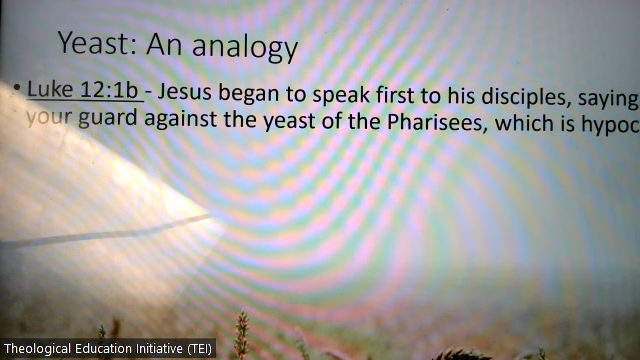 Yeast: An analogy
• Luke 12:1b - Jesus began to speak first to his disciples, saying
your guard against the yeast of the Pharisees, which is hypoc
Theological Education Initiative (TEI)